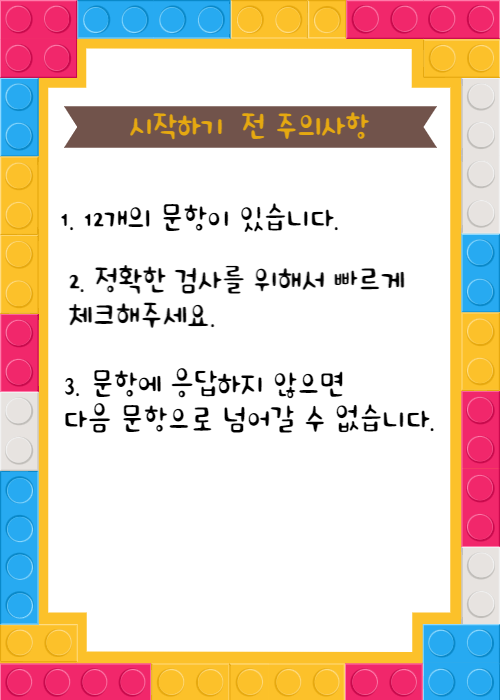 시작하기 전 주의사항
1. 12개의 문항이 있습니다.
2. 정확한 검사를 위해서 빠르게
체크해주세요.
3. 문항에 응답하지 않으면
다음 문항으로 넘어갈 수 없습니다.